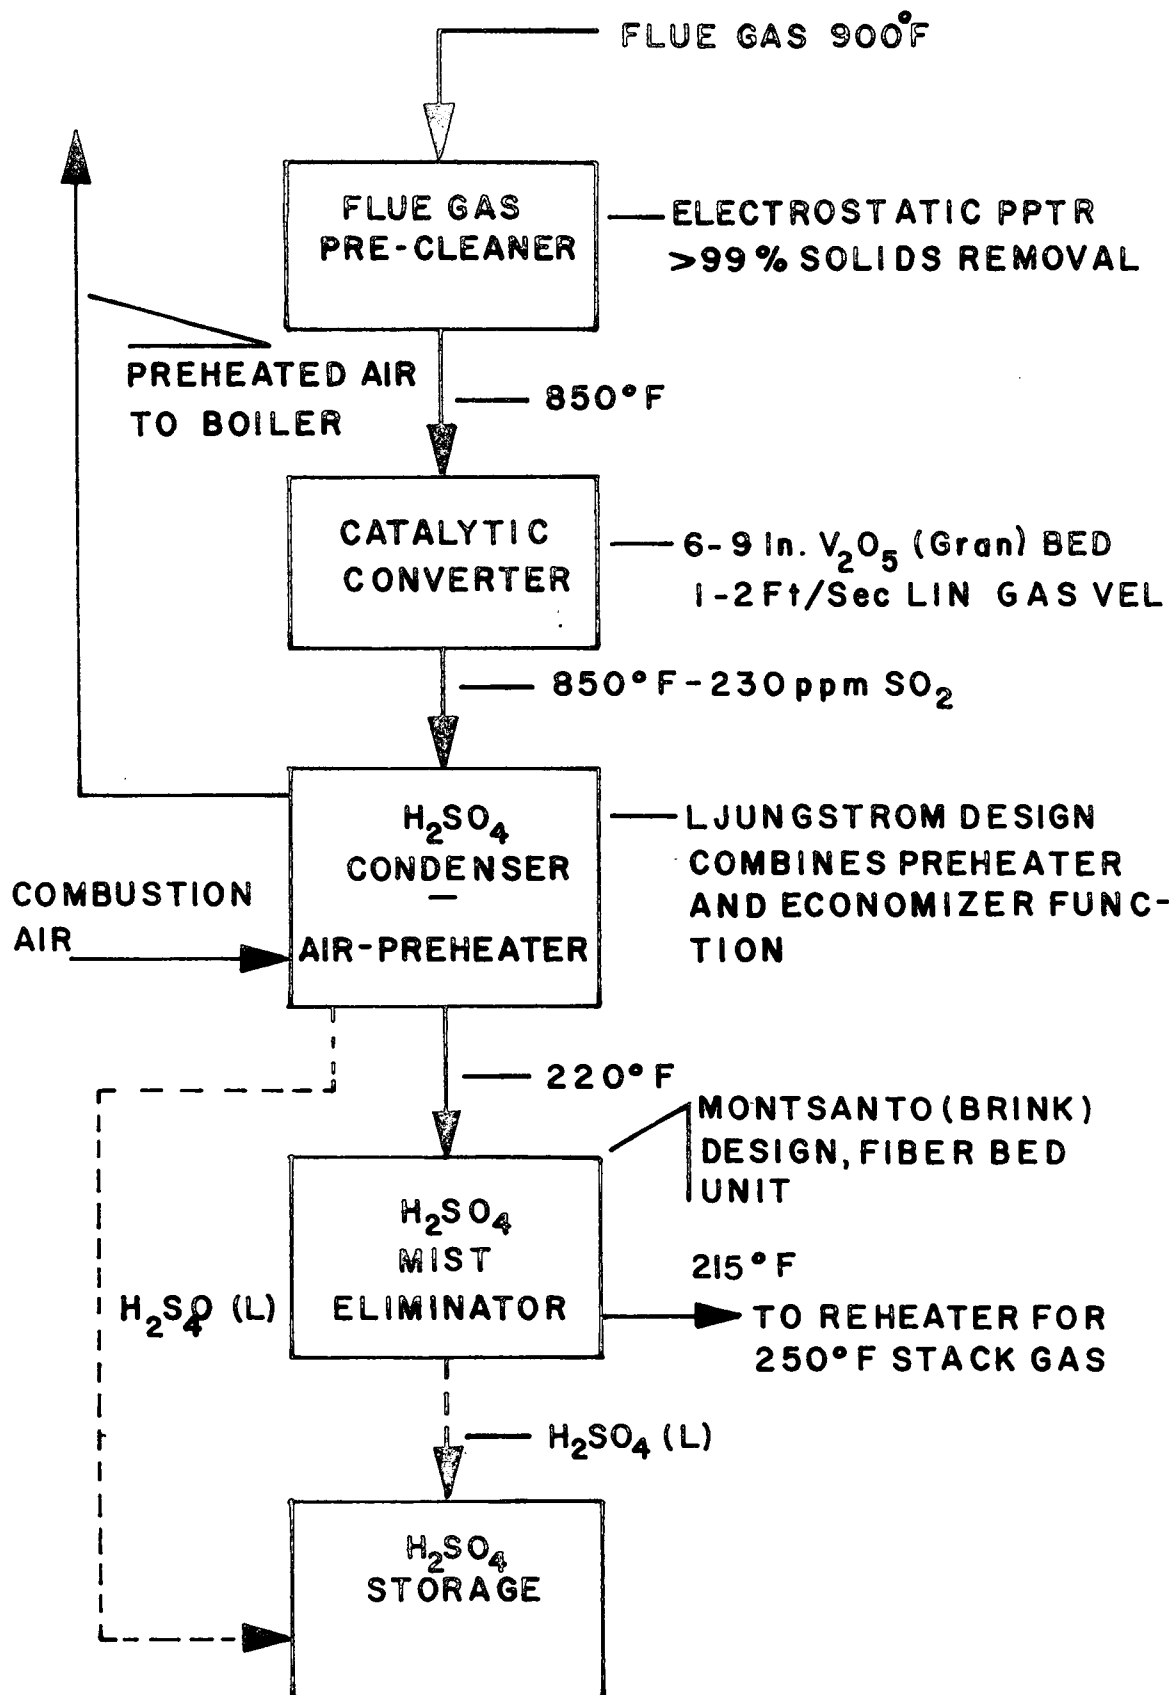 FLUE GAS 900°F
FLUE GAS
PRE-CLEANER
ELECTROSTATIC PPTR
>99% SOLIDS REMOVAL
PREHEATED AIR
TO BOILER
850°F
CATALYTIC
CONVERTER
6-9 In. V₂O₅ (Gran) BED
1-2 Ft/Sec LIN GAS VEL
850°F-230ppm SO₂
H₂SO₄
CONDENSER
—
AIR-PREHEATER
LJUNGSTROM DESIGN
COMBINES PREHEATER
AND ECONOMIZER FUNC-
TION
COMBUSTION
AIR
220°F
MONTSANTO (BRINK)
DESIGN, FIBER BED
UNIT
H₂SO₄
MIST
ELIMINATOR
215°F
TO REHEATER FOR
250°F STACK GAS
H₂SO₄ (L)
H₂SO₄ (L)
H₂SO₄
STORAGE